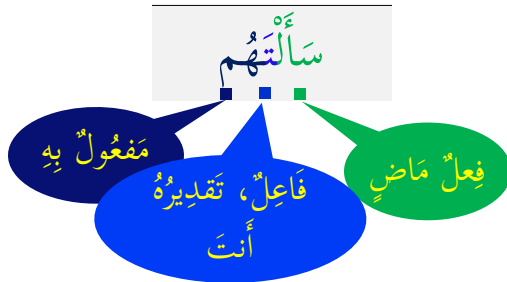 سَأَلْتَهُم
فِعلٌ مَاضٍ
فَاعِلٌ، تَقدِيرُهُ
أَنتَ
مَفعُولٌ بِهِ